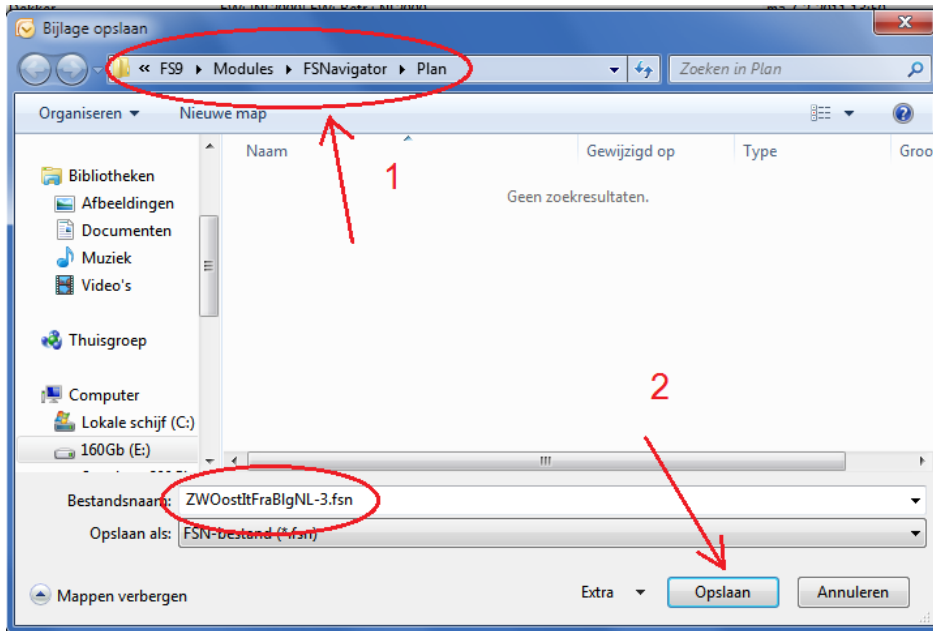 Bijlage opslaan
« FS9 ▸ Modules ▸ FSNavigator ▸ Plan
Zoeken in Plan
Organiseren
Nieuwe map
Naam
Gewijzigd op
Type
Groo
1
Geen zoekresultaten.
Bibliotheken
Afbeeldingen
Documenten
Muziek
Video's
Thuisgroep
Computer
Lokale schijf (C:)
160Gb (E:)
2
Bestandsnaam: ZWOostItFraBlgNL-3.fsn
Opslaan als: FSN-bestand (*.fsn)
Mappen verbergen
Extra
Opslaan
Annuleren